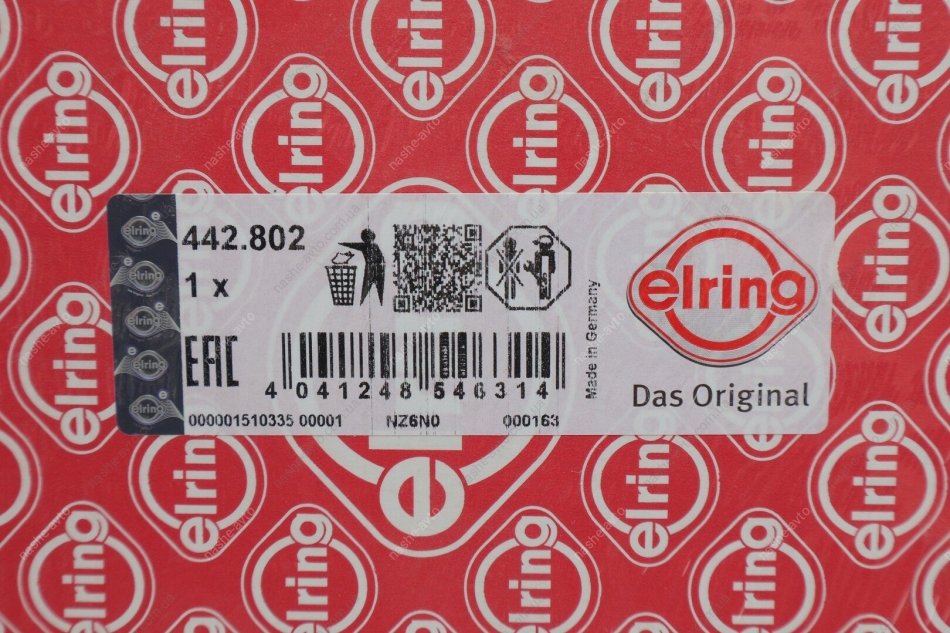 442.802
1 x
EAC
4 041248 546314
000001510335 00001 NZ6N0 000163
Made in Germany
elring
Das Original